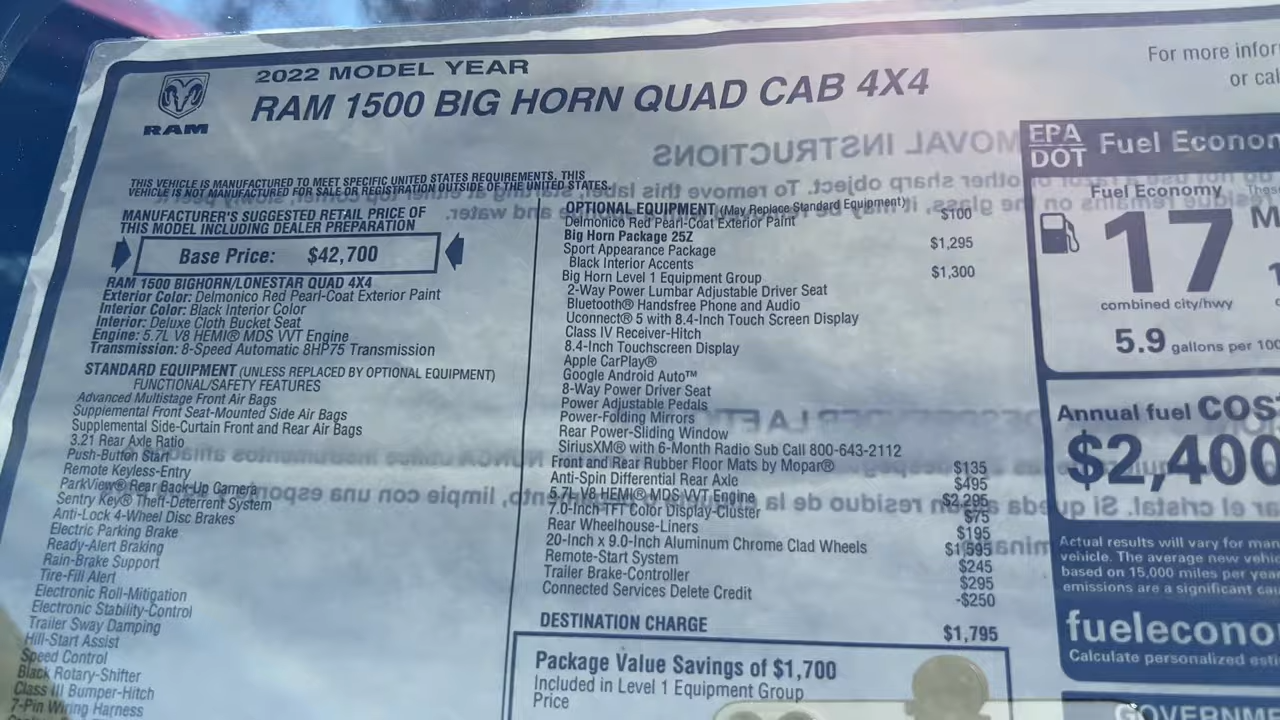 2022 MODEL YEAR
RAM 1500 BIG HORN QUAD CAB 4X4
RAM
THIS VEHICLE IS MANUFACTURED TO MEET SPECIFIC UNITED STATES REQUIREMENTS. THIS
VEHICLE IS NOT MANUFACTURED FOR SALE OR REGISTRATION OUTSIDE OF THE UNITED STATES.
MANUFACTURER'S SUGGESTED RETAIL PRICE OF
THIS MODEL INCLUDING DEALER PREPARATION
Base Price: $42,700
RAM 1500 BIGHORN/LONESTAR QUAD 4X4
Exterior Color: Delmonico Red Pearl-Coat Exterior Paint
Interior Color: Black Interior Color
Interior: Deluxe Cloth Bucket Seat
Engine: 5.7L V8 HEMI® MDS VVT Engine
Transmission: 8-Speed Automatic 8HP75 Transmission
STANDARD EQUIPMENT (UNLESS REPLACED BY OPTIONAL EQUIPMENT)
FUNCTIONAL/SAFETY FEATURES
Advanced Multistage Front Air Bags
Supplemental Front Seat-Mounted Side Air Bags
Supplemental Side-Curtain Front and Rear Air Bags
3.21 Rear Axle Ratio
Push-Button Start
Remote Keyless-Entry
ParkView® Rear Back-Up Camera
Sentry Key® Theft-Deterrent System
Anti-Lock 4-Wheel Disc Brakes
Electric Parking Brake
Ready-Alert Braking
Rain-Brake Support
Tire-Fill Alert
Electronic Roll-Mitigation
Electronic Stability-Control
Trailer Sway Damping
Hill-Start Assist
Speed Control
Black Rotary-Shifter
Class III Bumper-Hitch
7-Pin Wiring Harness
OPTIONAL EQUIPMENT (May Replace Standard Equipment)
Delmonico Red Pearl-Coat Exterior Paint $100
Big Horn Package 25Z
Sport Appearance Package $1,295
Black Interior Accents
Big Horn Level 1 Equipment Group $1,300
2-Way Power Lumbar Adjustable Driver Seat
Bluetooth® Handsfree Phone and Audio
Uconnect® 5 with 8.4-Inch Touch Screen Display
Class IV Receiver-Hitch
8.4-Inch Touchscreen Display
Apple CarPlay®
Google Android Auto™
8-Way Power Driver Seat
Power Adjustable Pedals
Power-Folding Mirrors
Rear Power-Sliding Window
SiriusXM® with 6-Month Radio Sub Call 800-643-2112
Front and Rear Rubber Floor Mats by Mopar® $135
Anti-Spin Differential Rear Axle $495
5.7L V8 HEMI® MDS VVT Engine $2,295
7.0-Inch TFT Color Display-Cluster $75
Rear Wheelhouse-Liners $195
20-Inch x 9.0-Inch Aluminum Chrome Clad Wheels $1,595
Remote-Start System $245
Trailer Brake-Controller $295
Connected Services Delete Credit -$250
DESTINATION CHARGE $1,795
Package Value Savings of $1,700
Included in Level 1 Equipment Group
Price
For more infor
or cal
EPA
DOT
Fuel Econom
Fuel Economy
These
17
M
combined city/hwy
5.9 gallons per 100
Annual fuel COS
$2,400
Actual results will vary for man
vehicle. The average new vehic
based on 15,000 miles per year
emissions are a significant cau
fuelecono
Calculate personalized esti
GOVERNME